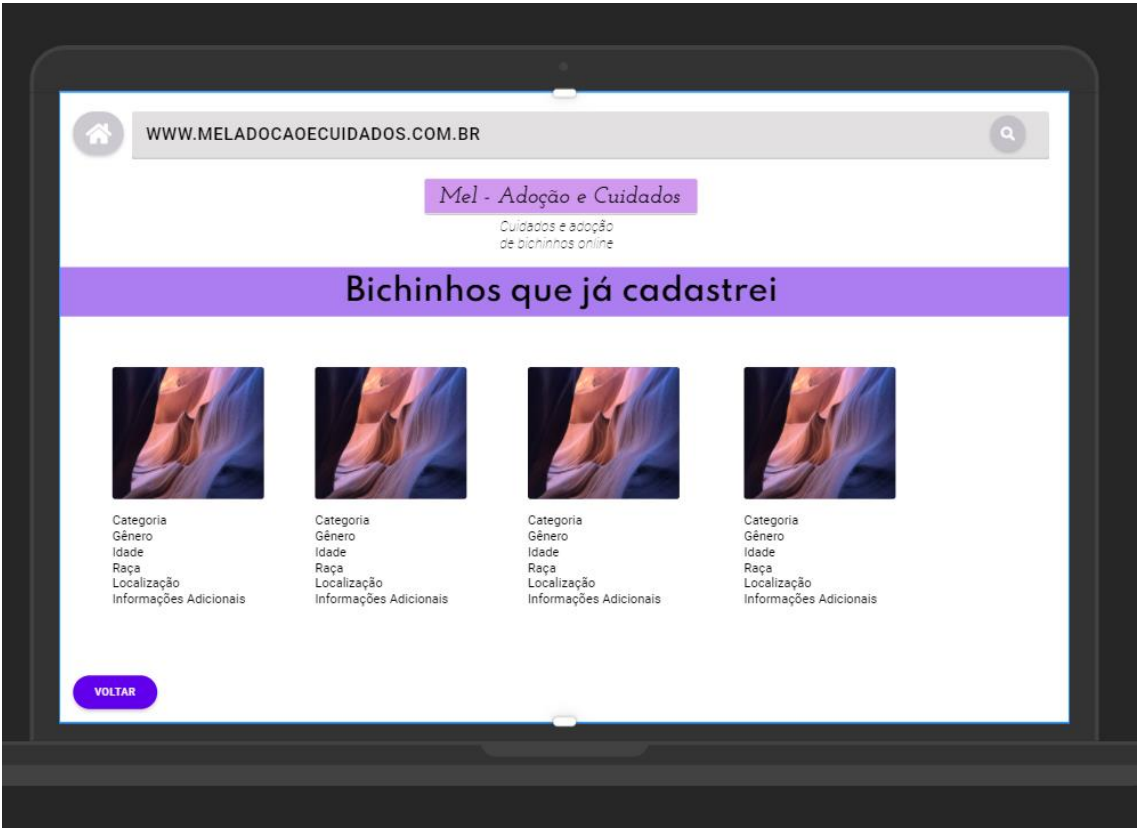 WWW.MELADOCAOECUIDADOS.COM.BR
Mel - Adoção e Cuidados
Cuidados e adoção
de bichinhos online
Bichinhos que já cadastrei
Categoria
Gênero
Idade
Raça
Localização
Informações Adicionais
Categoria
Gênero
Idade
Raça
Localização
Informações Adicionais
Categoria
Gênero
Idade
Raça
Localização
Informações Adicionais
Categoria
Gênero
Idade
Raça
Localização
Informações Adicionais
VOLTAR